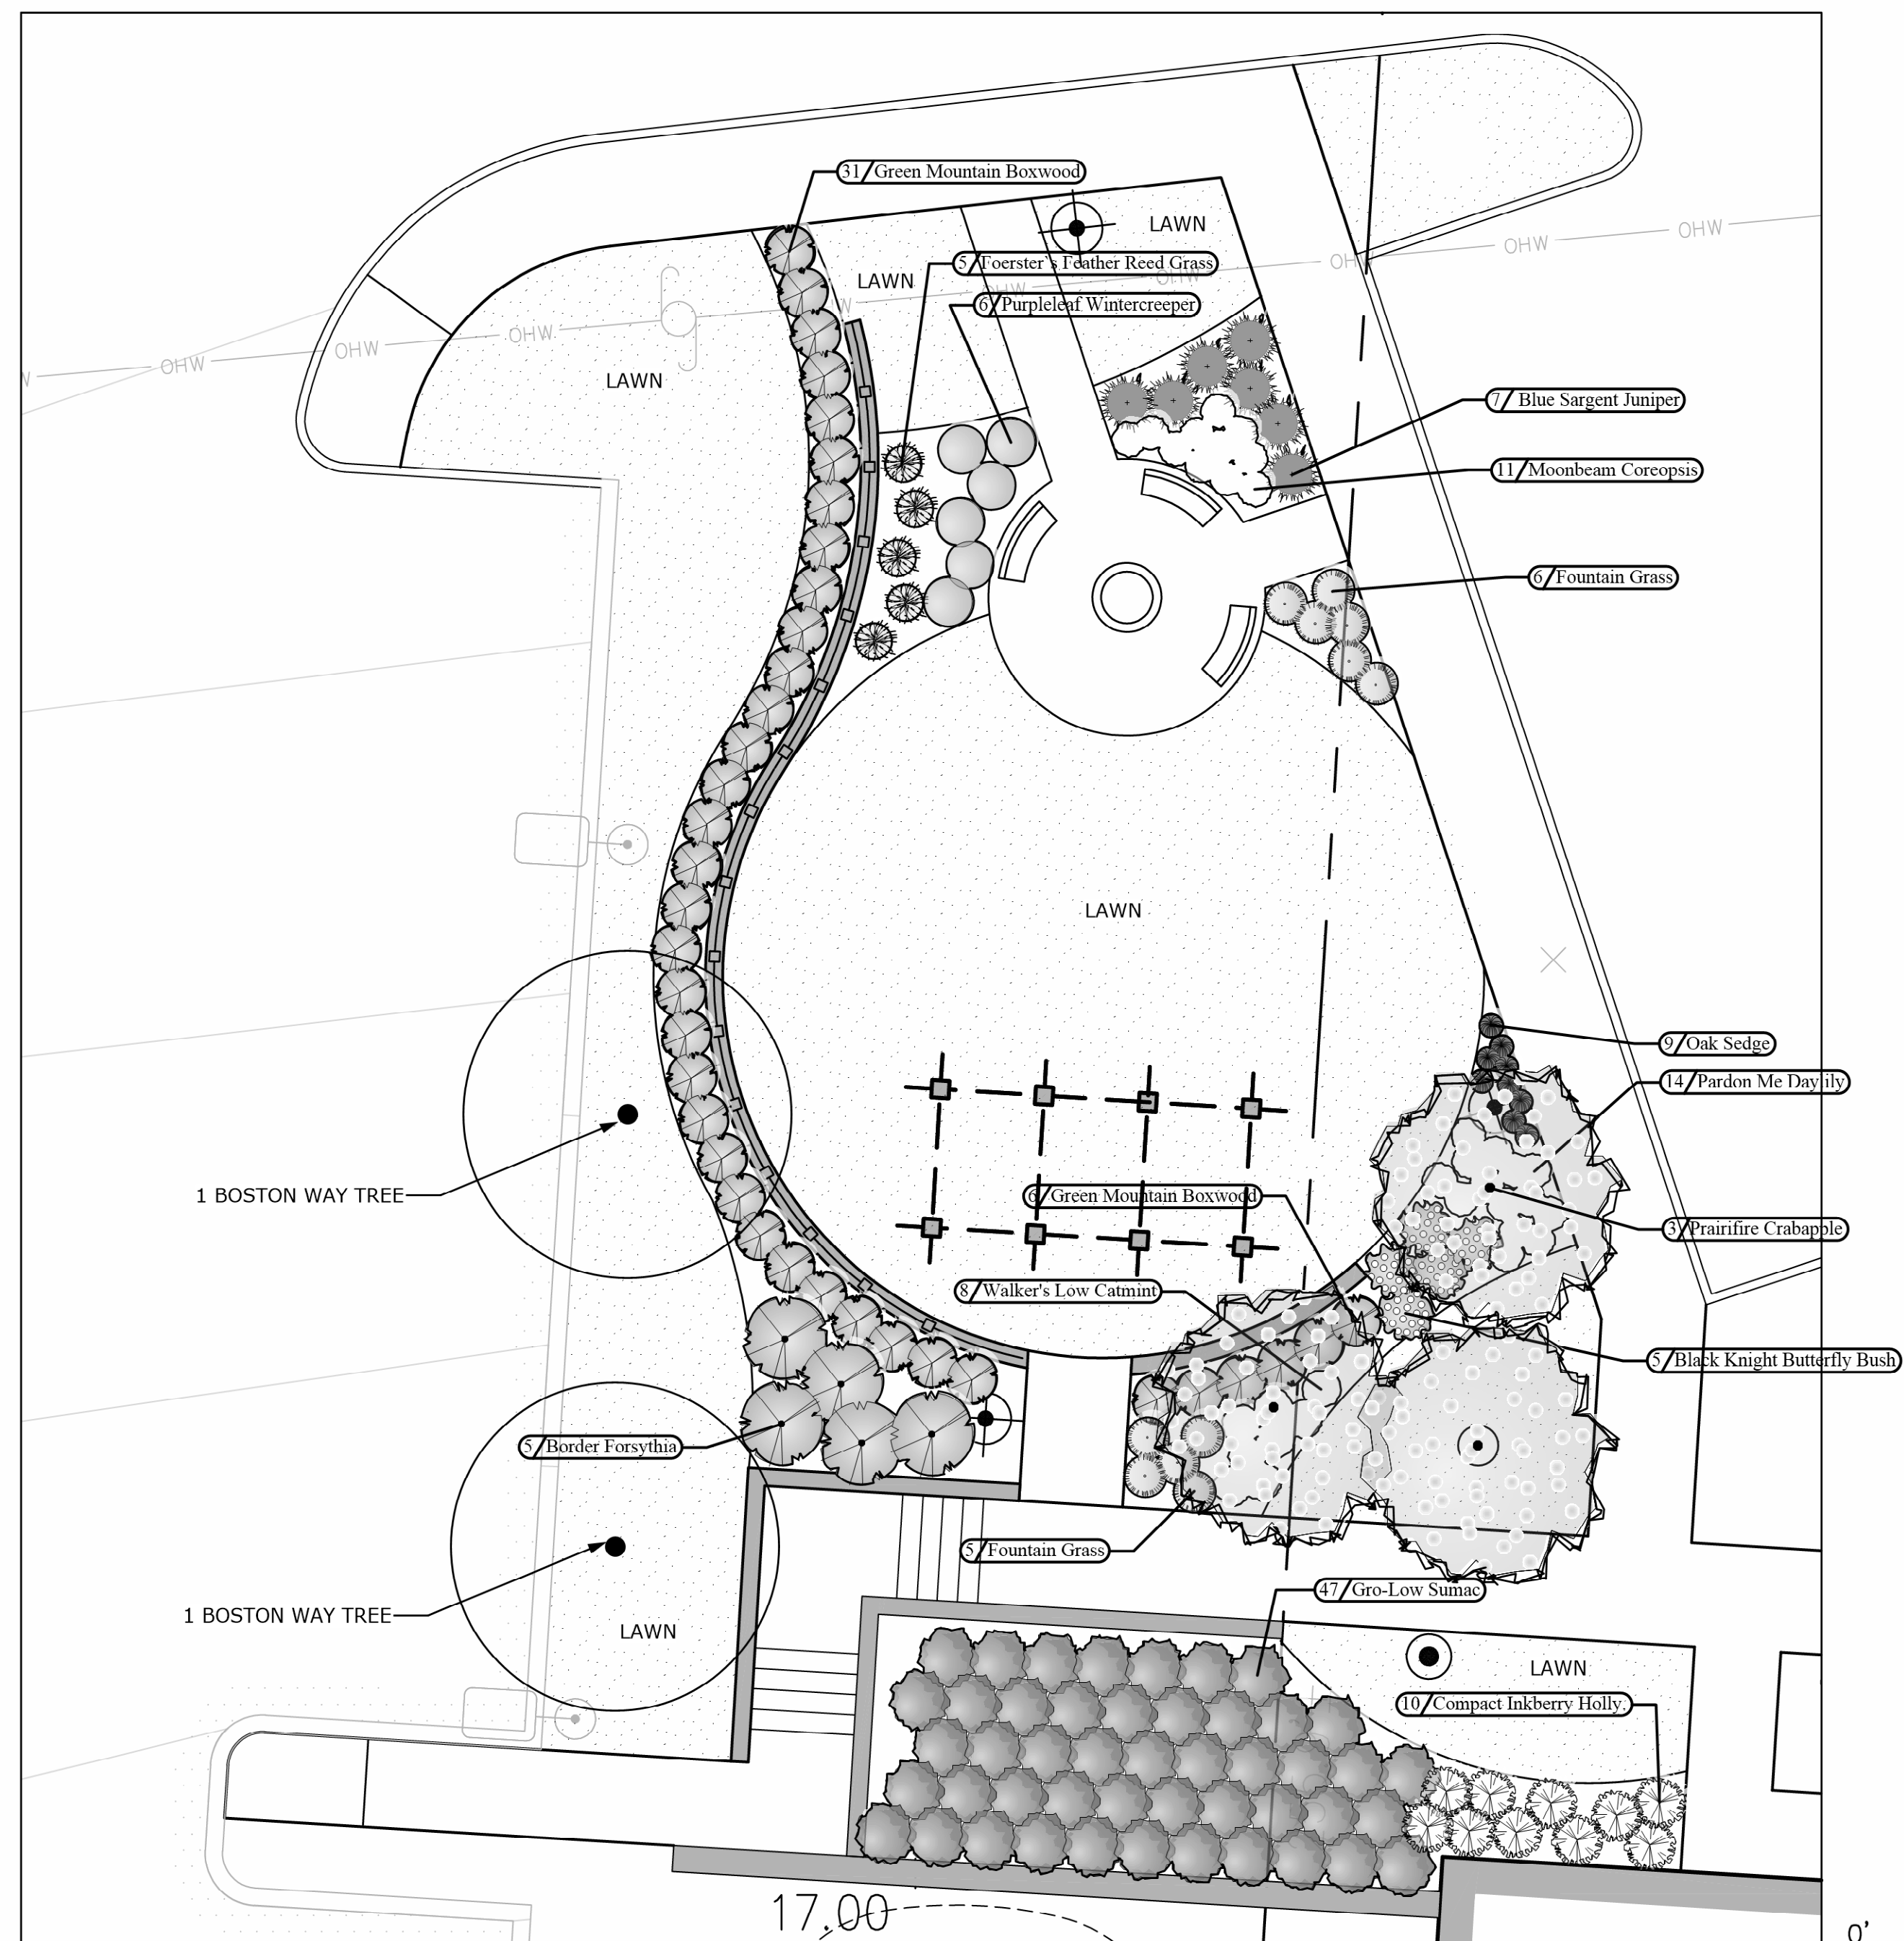 31/Green Mountain Boxwood
LAWN
5/Foerster's Feather Reed Grass
LAWN
OHW
OHW
OHW
OHW
OHW
6/Purpleleaf Wintercreeper
OHW
OHW
OHW
LAWN
7/Blue Sargent Juniper
11/Moonbeam Coreopsis
6/Fountain Grass
LAWN
9/Oak Sedge
14/Pardon Me Daylily
1 BOSTON WAY TREE
6/Green Mountain Boxwood
3/Prairifire Crabapple
8/Walker's Low Catmint
5/Black Knight Butterfly Bush
5/Border Forsythia
5/Fountain Grass
47/Gro-Low Sumac
1 BOSTON WAY TREE
LAWN
LAWN
10/Compact Inkberry Holly
17.00
0'